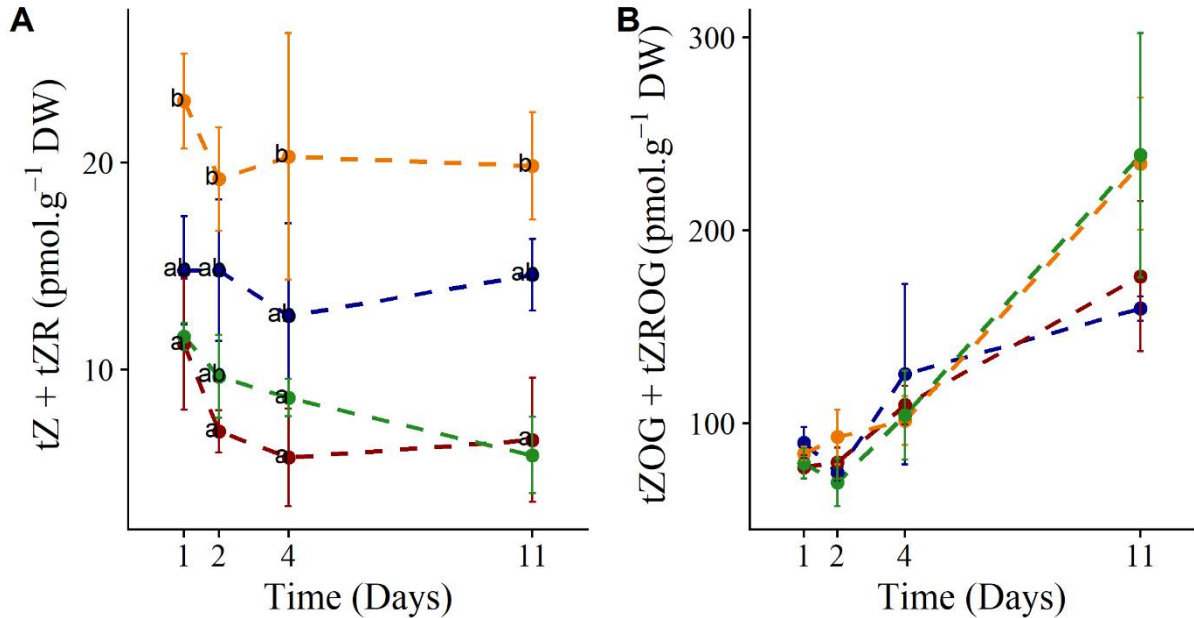 A
tZ + tZR (pmol.g⁻¹ DW)
20
10
b
b
b
b
ab
ab
ab
ab
a
ab
a
a
a
a
1 2 4 11
Time (Days)
B
tZOG + tZROG (pmol.g⁻¹ DW)
300
200
100
1 2 4 11
Time (Days)